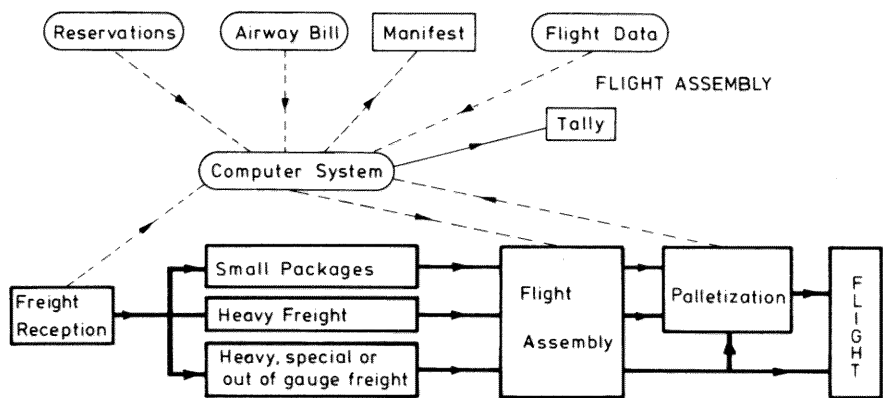 Reservations
Airway Bill
Manifest
Flight Data
FLIGHT ASSEMBLY
Tally
Computer System
Freight
Reception
Small Packages
Heavy Freight
Heavy, special or
out of gauge freight
Flight
Assembly
Palletization
FLIGHT